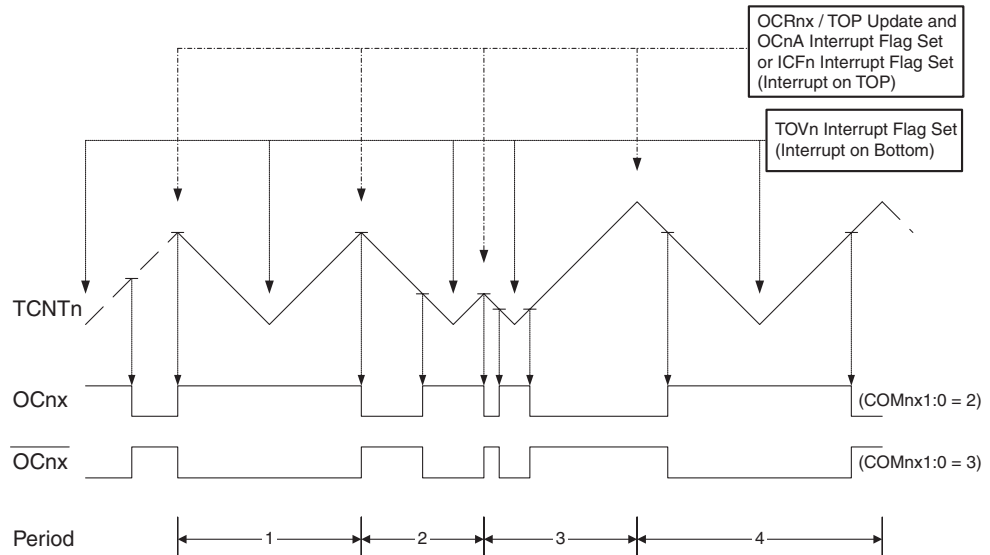 OCRnx / TOP Update and
OCnA Interrupt Flag Set
or ICFn Interrupt Flag Set
(Interrupt on TOP)
TOVn Interrupt Flag Set
(Interrupt on Bottom)
TCNTn
OCnx
(COMnx1:0 = 2)
OCnx
(COMnx1:0 = 3)
Period
1
2
3
4